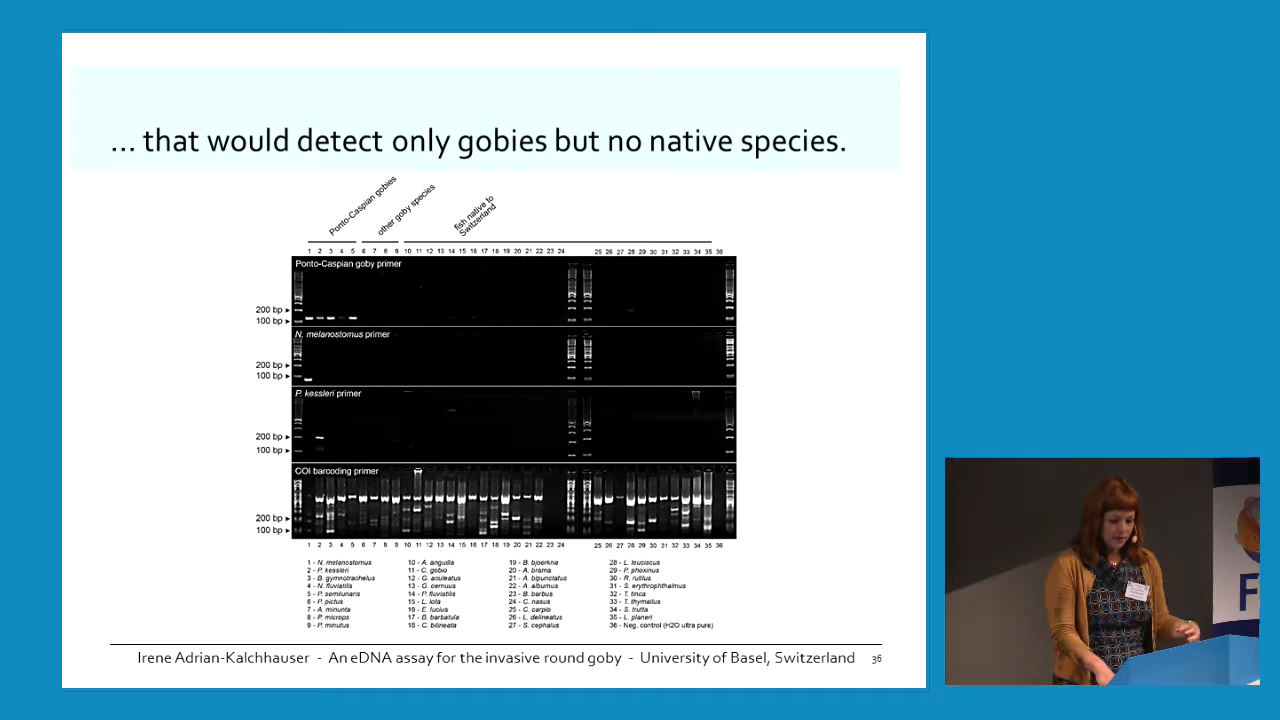 ... that would detect only gobies but no native species.
Ponto-Caspian gobies
other goby species
fish native to
Switzerland
1 2 3 4 5 6 7 8 9 10 11 12 13 14 15 16 17 18 19 20 21 22 23 24 25 26 27 28 29 30 31 32 33 34 35 36
Ponto-Caspian goby primer
200 bp
100 bp
N. melanostomus primer
200 bp
100 bp
P. kessleri primer
200 bp
100 bp
COI barcoding primer
200 bp
100 bp
1 2 3 4 5 6 7 8 9 10 11 12 13 14 15 16 17 18 19 20 21 22 23 24 25 26 27 28 29 30 31 32 33 34 35 36
1 - N. melanostomus
2 - P. kessleri
3 - B. gymnotrachelus
4 - N. fluviatilis
5 - P. semilunaris
6 - P. pictus
7 - A. minunta
8 - P. microps
9 - P. minutus
10 - A. anguilla
11 - C. gobio
12 - G. aculeatus
13 - G. cernuus
14 - P. fluviatilis
15 - L. lota
16 - E. lucius
17 - B. barbatula
18 - C. bilineata
19 - B. bjoerkna
20 - A. brama
21 - A. bipunctatus
22 - A. alburnus
23 - B. barbus
24 - C. nasus
25 - C. carpio
26 - L. delineatus
27 - S. cephalus
28 - L. leuciscus
29 - P. phoxinus
30 - R. rutilus
31 - S. erythrophthalmus
32 - T. tinca
33 - T. thymallus
34 - S. trutta
35 - L. planeri
36 - Neg. control (H2O ultra pure)
Irene Adrian-Kalchhauser - An eDNA assay for the invasive round goby - University of Basel, Switzerland 36